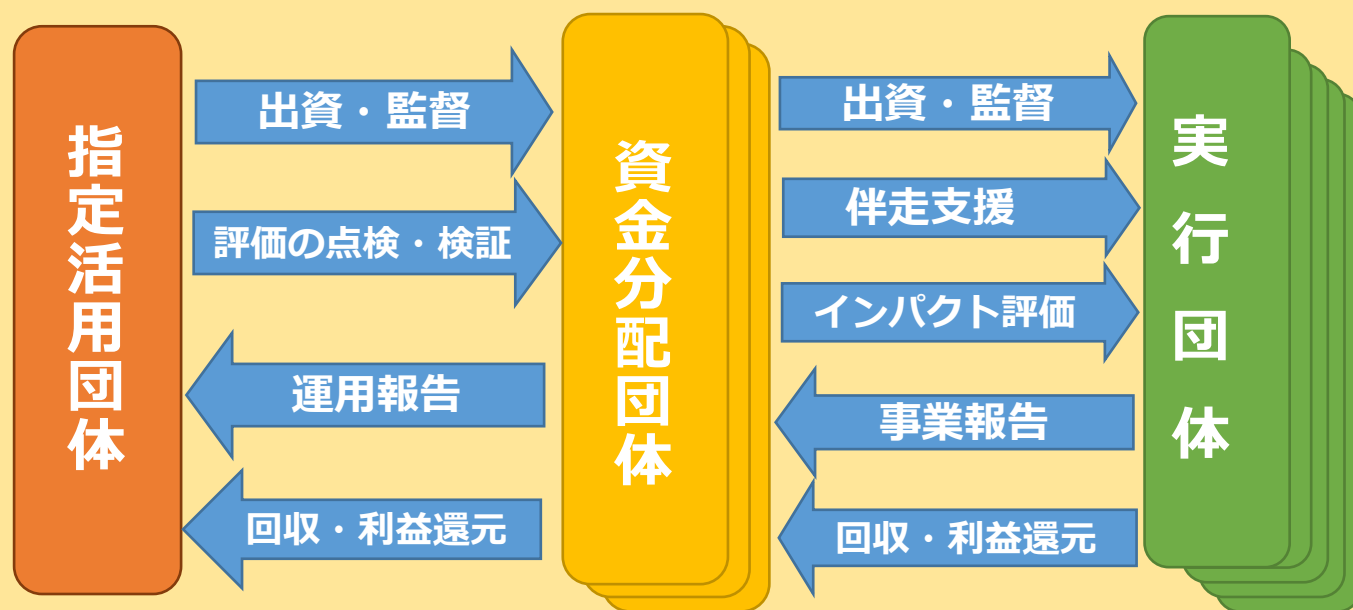 指定活用団体
出資・監督
評価の点検・検証
運用報告
回収・利益還元
資金分配団体
出資・監督
伴走支援
インパクト評価
事業報告
回収・利益還元
実行団体